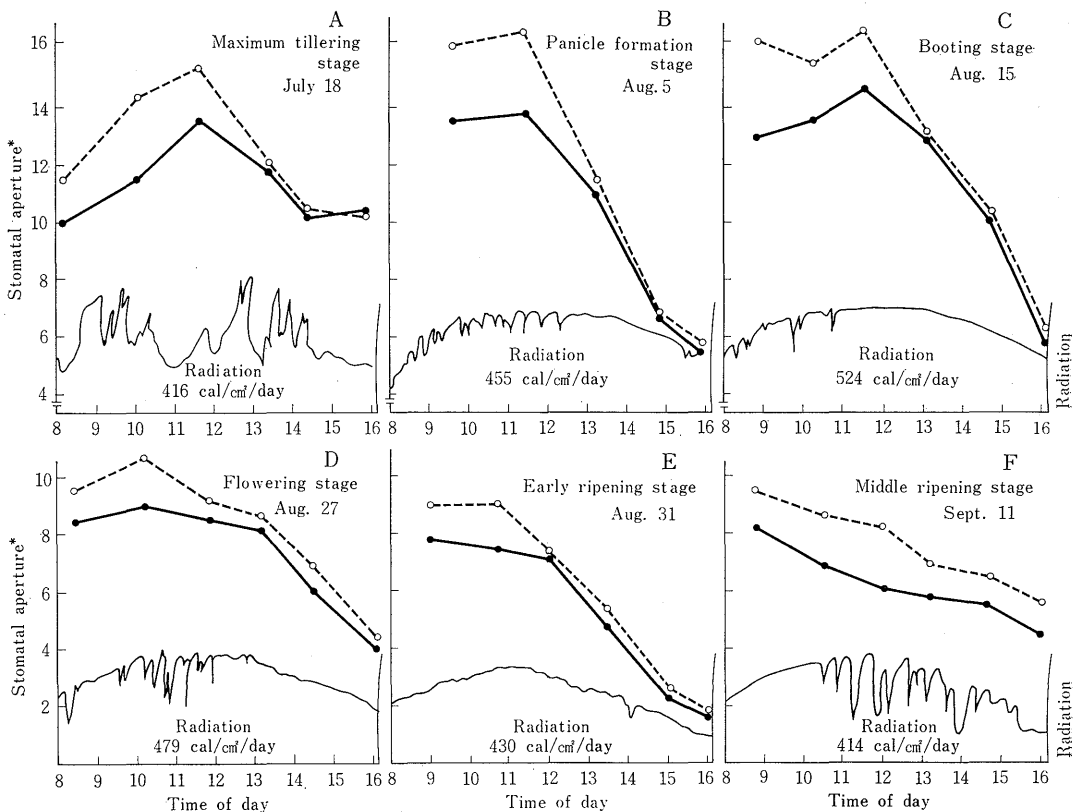 A
Maximum tillering
stage
July 18
B
Panicle formation
stage
Aug. 5
C
Booting stage
Aug. 15
Stomatal aperture*
16
14
12
10
8
6
4
Radiation
416 cal/cm²/day
Radiation
455 cal/cm²/day
Radiation
524 cal/cm²/day
Radiation
8 9 10 11 12 13 14 15 16
9 10 11 12 13 14 15 16
8 9 10 11 12 13 14 15 16
D
Flowering stage
Aug. 27
E
Early ripening stage
Aug. 31
F
Middle ripening stage
Sept. 11
Stomatal aperture*
10
8
6
4
2
Radiation
479 cal/cm²/day
Radiation
430 cal/cm²/day
Radiation
414 cal/cm²/day
Radiation
8 9 10 11 12 13 14 15 16
9 10 11 12 13 14 15 16
8 9 10 11 12 13 14 15 16
Time of day
Time of day
Time of day